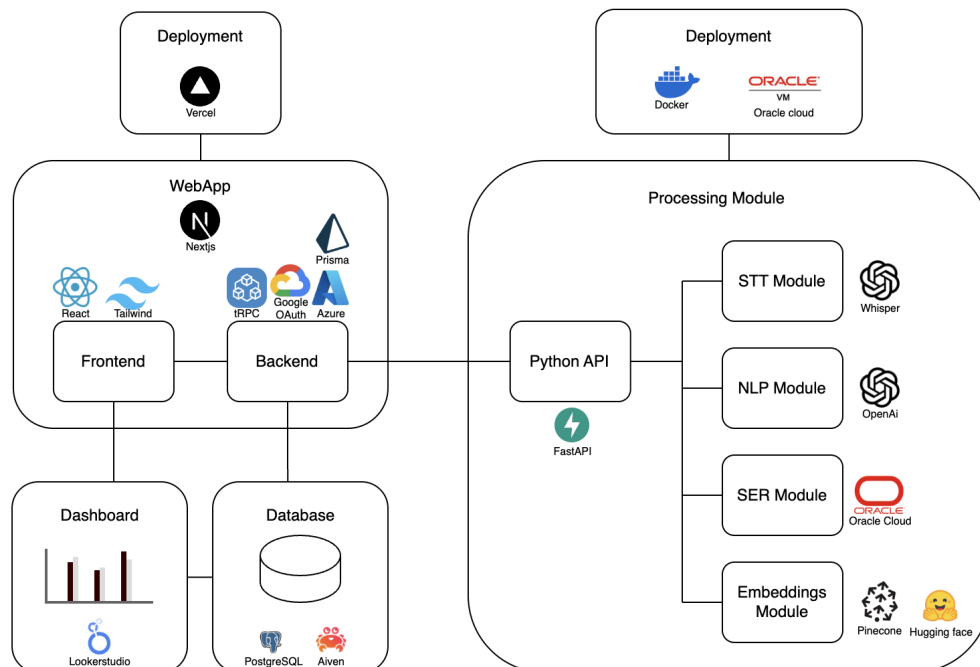 Deployment
Vercel
Deployment
Docker
ORACLE
VM
Oracle cloud
WebApp
N
Nextjs
Prisma
React
Tailwind
tRPC
Google
OAuth
Azure
Frontend
Backend
Processing Module
Python API
FastAPI
STT Module
Whisper
NLP Module
OpenAi
SER Module
ORACLE
Oracle Cloud
Embeddings
Module
Pinecone
Hugging face
Dashboard
Lookerstudio
Database
PostgreSQL
Aiven